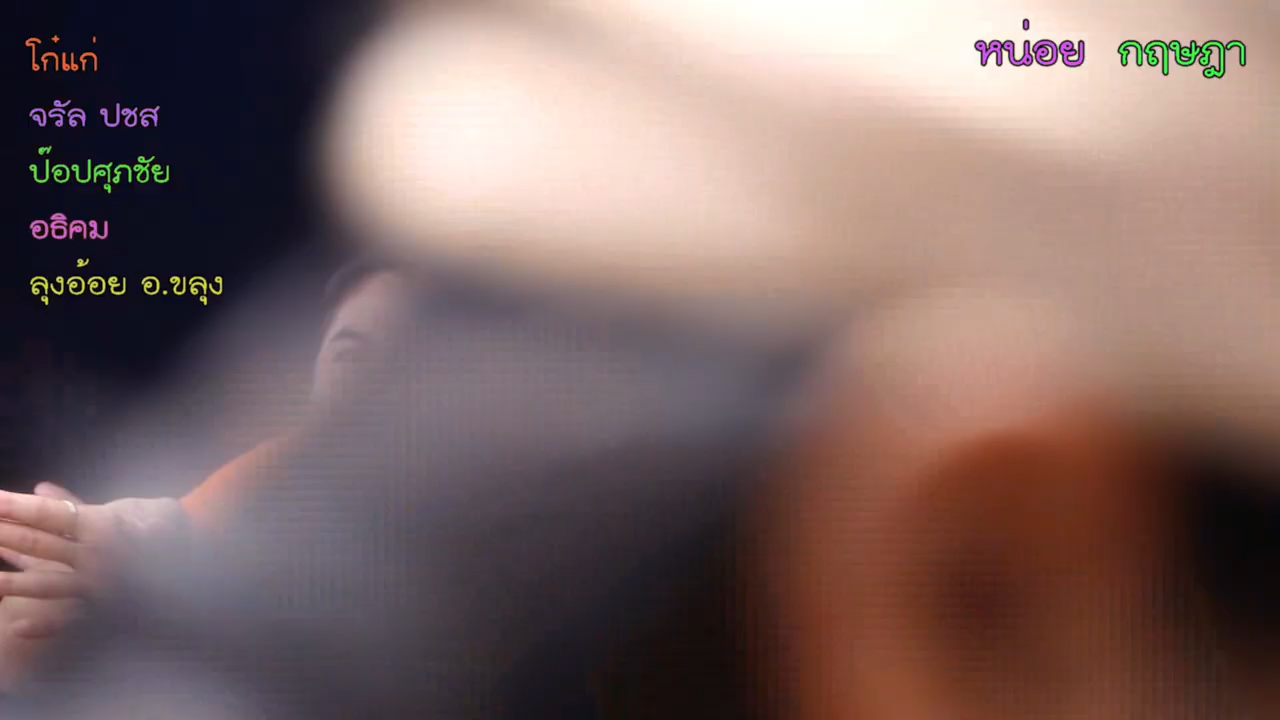 โก๋แก่
จรัล ปชส
ป๊อปศุภชัย
อธิคม
ลุงอ้อย อ.ขลุง
หน่อย กฤษฎา